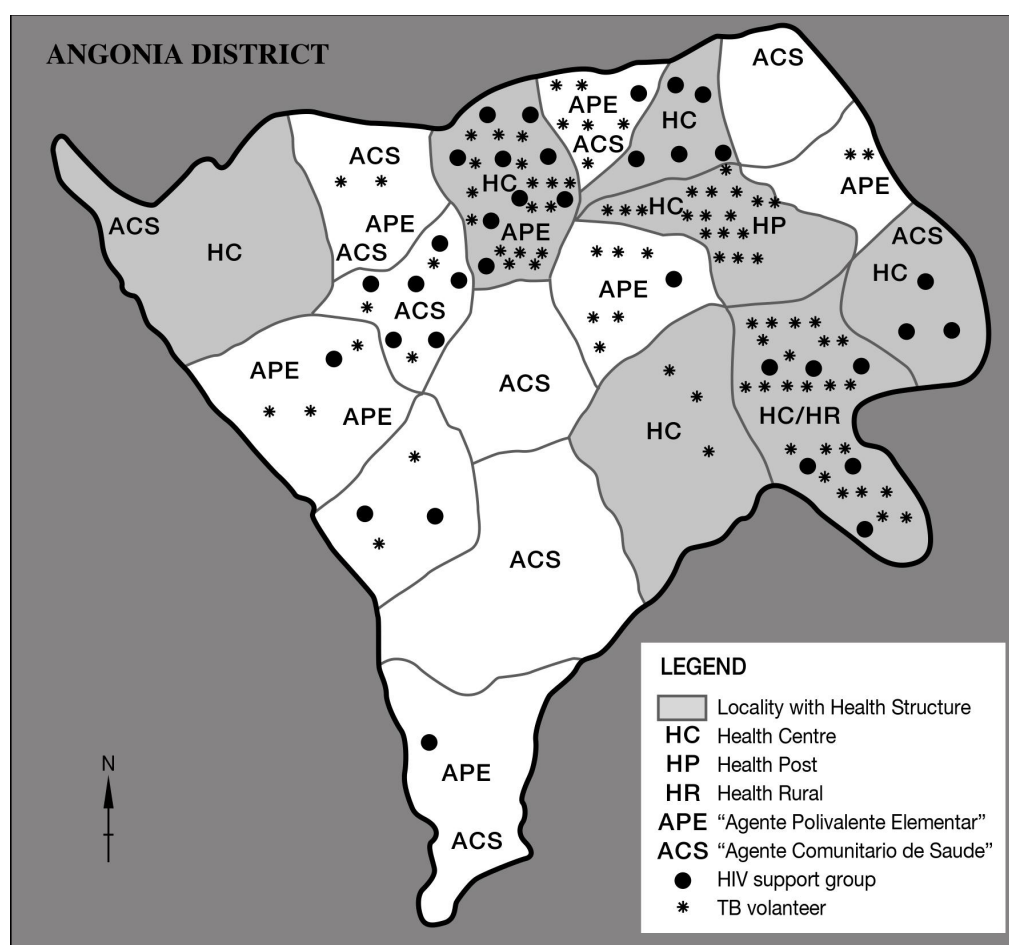 ANGONIA DISTRICT
ACS
APE
HC
ACS
ACS
HC
APE
HC
APE
ACS
HP
APE
ACS
HC
ACS
HC
APE
ACS
APE
ACS
APE
HC/HR
HC
ACS
APE
ACS
N
LEGEND
Locality with Health Structure
HC Health Centre
HP Health Post
HR Health Rural
APE “Agente Polivalente Elementar”
ACS “Agente Comunitario de Saude”
HIV support group
TB volanteer